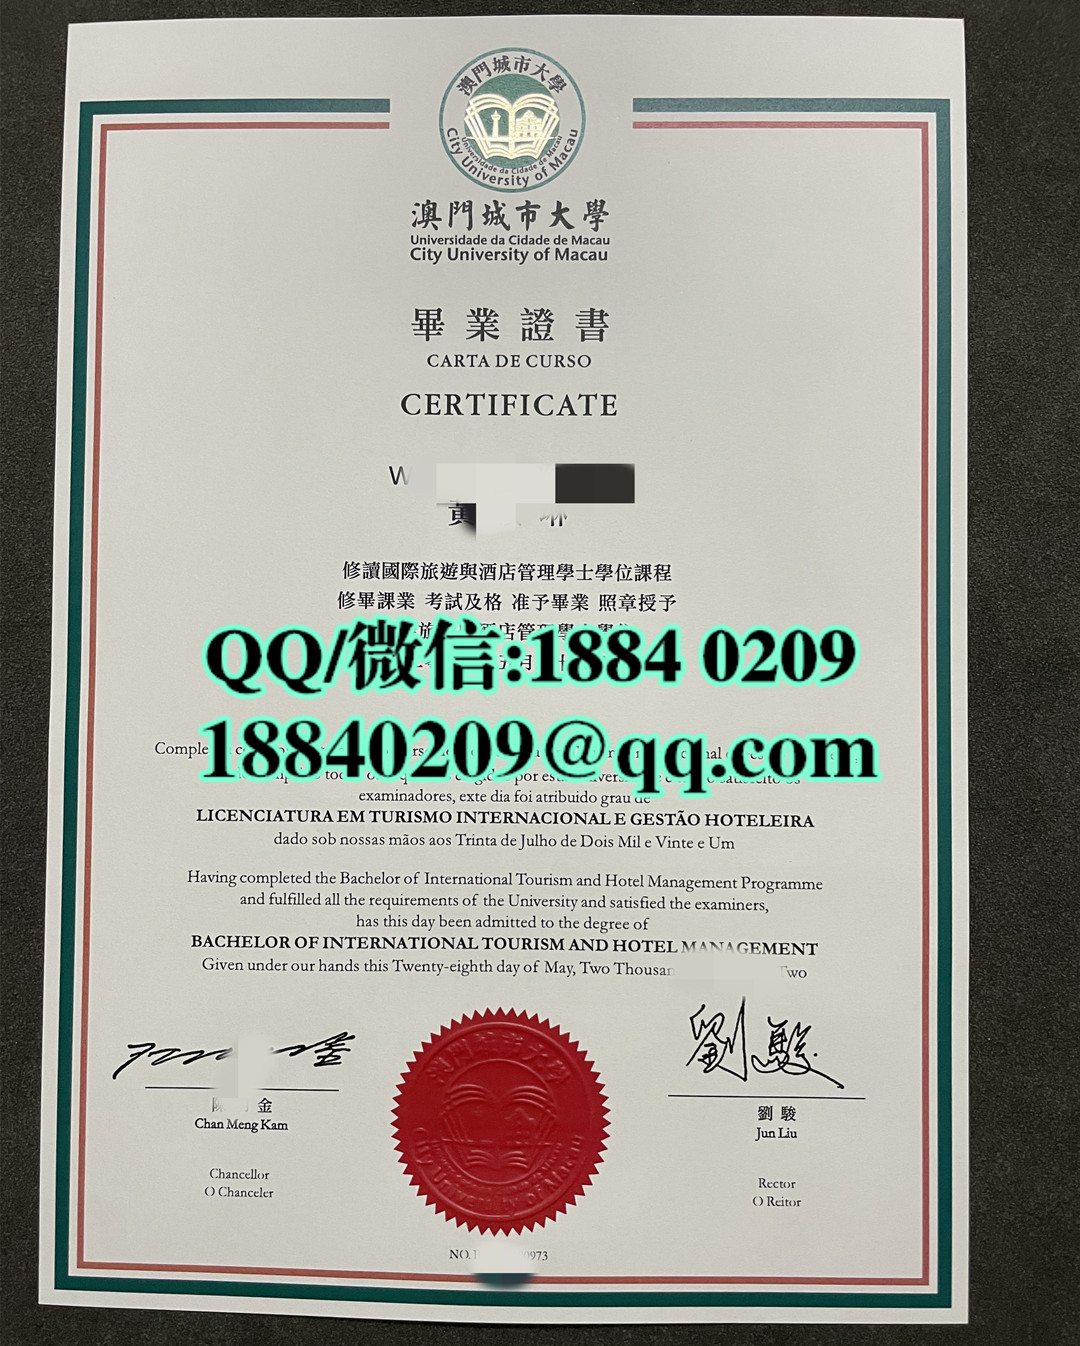 澳門城市大學
Universidade da Cidade de Macau
City University of Macau
澳門城市大學
Universidade da Cidade de Macau
City University of Macau
畢業證書
CARTA DE CURSO
CERTIFICATE
W
黃
修讀國際旅遊與酒店管理學士學位課程
修畢課業 考試及格 准予畢業 照章授予
QQ/微信:1884 0209
18840209@qq.com
examinadores, exte dia foi atribuido grau de
LICENCIATURA EM TURISMO INTERNACIONAL E GESTÃO HOTELEIRA
dado sob nossas mãos aos Trinta de Julho de Dois Mil e Vinte e Um
Having completed the Bachelor of International Tourism and Hotel Management Programme
and fulfilled all the requirements of the University and satisfied the examiners,
has this day been admitted to the degree of
BACHELOR OF INTERNATIONAL TOURISM AND HOTEL MANAGEMENT
Given under our hands this Twenty-eighth day of May, Two Two
劉駿
金
劉駿
Chan Meng Kam
Jun Liu
Chancellor
Rector
O Chanceler
O Reitor
NO. 0973